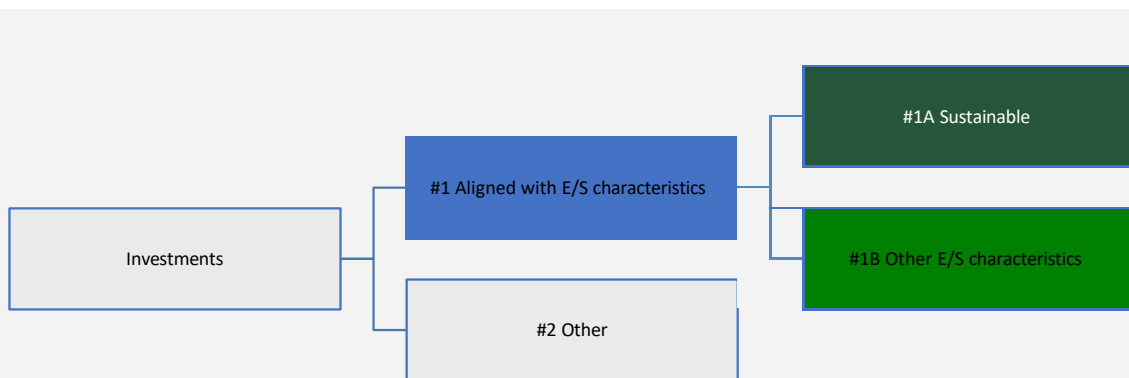 #1A Sustainable
#1 Aligned with E/S characteristics
Investments
#1B Other E/S characteristics
#2 Other